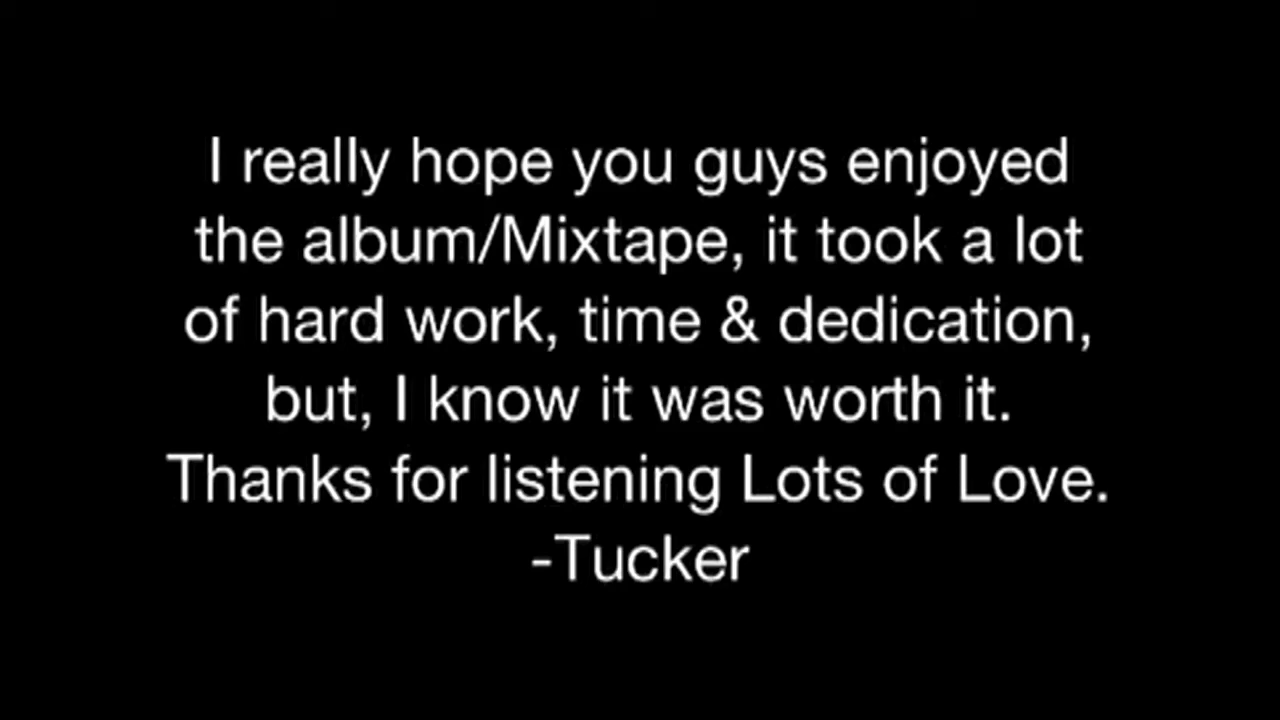 I really hope you guys enjoyed
the album/Mixtape, it took a lot
of hard work, time & dedication,
but, I know it was worth it.
Thanks for listening Lots of Love.
-Tucker